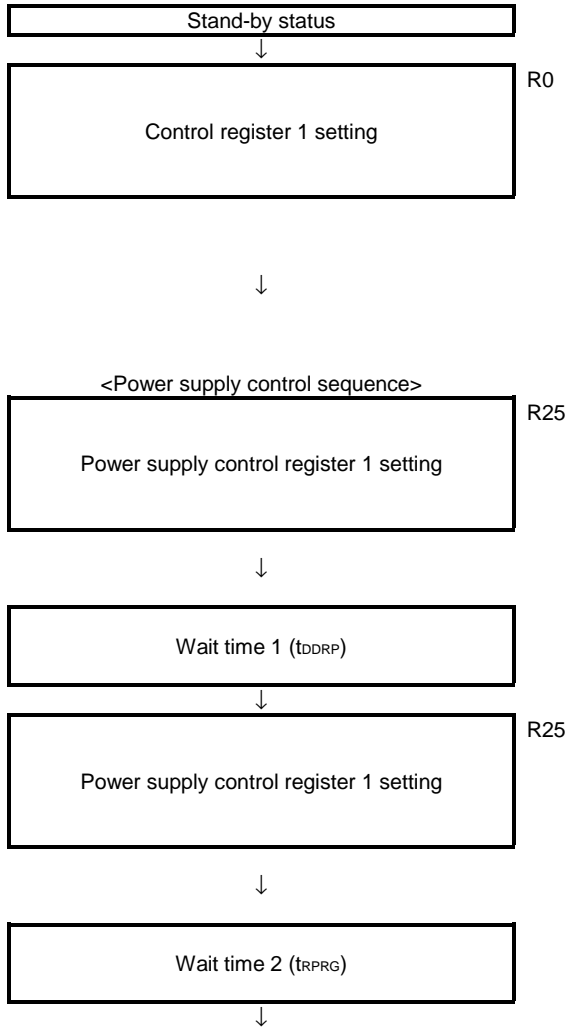 Stand-by status
↓
R0
Control register 1 setting
↓
<Power supply control sequence>
R25
Power supply control register 1 setting
↓
Wait time 1 (tDDRP)
↓
R25
Power supply control register 1 setting
↓
Wait time 2 (tRPRG)
↓